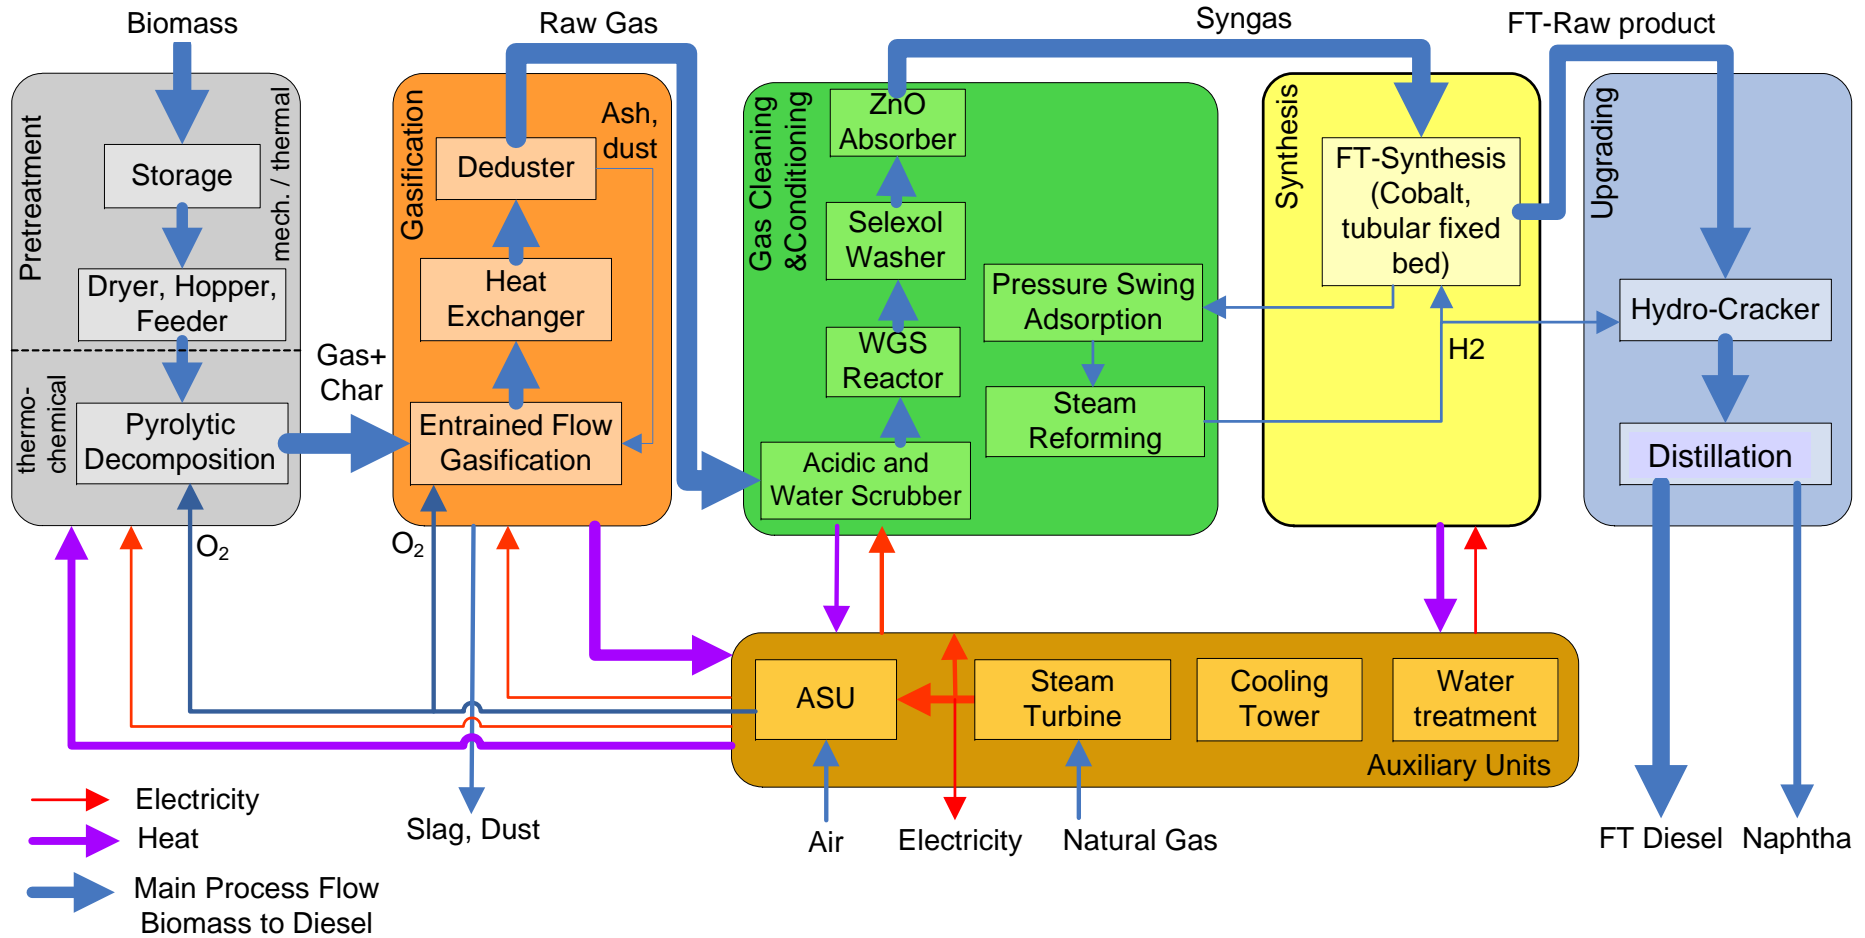 Biomass
Raw Gas
Syngas
FT-Raw product
Pretreatment
mech. / thermal
Storage
Dryer, Hopper,
Feeder
thermo-
chemical
Pyrolytic
Decomposition
Gas+
Char
Gasification
Ash,
dust
Deduster
Heat
Exchanger
Entrained Flow
Gasification
Gas Cleaning
&Conditioning
ZnO
Absorber
Selexol
Washer
WGS
Reactor
Acidic and
Water Scrubber
Pressure Swing
Adsorption
Steam
Reforming
Synthesis
FT-Synthesis
(Cobalt,
tubular fixed
bed)
H2
Upgrading
Hydro-Cracker
Distillation
O2
O2
ASU
Steam
Turbine
Cooling
Tower
Water
treatment
Auxiliary Units
Electricity
Heat
Main Process Flow
Biomass to Diesel
Slag, Dust
Air
Electricity
Natural Gas
FT Diesel
Naphtha